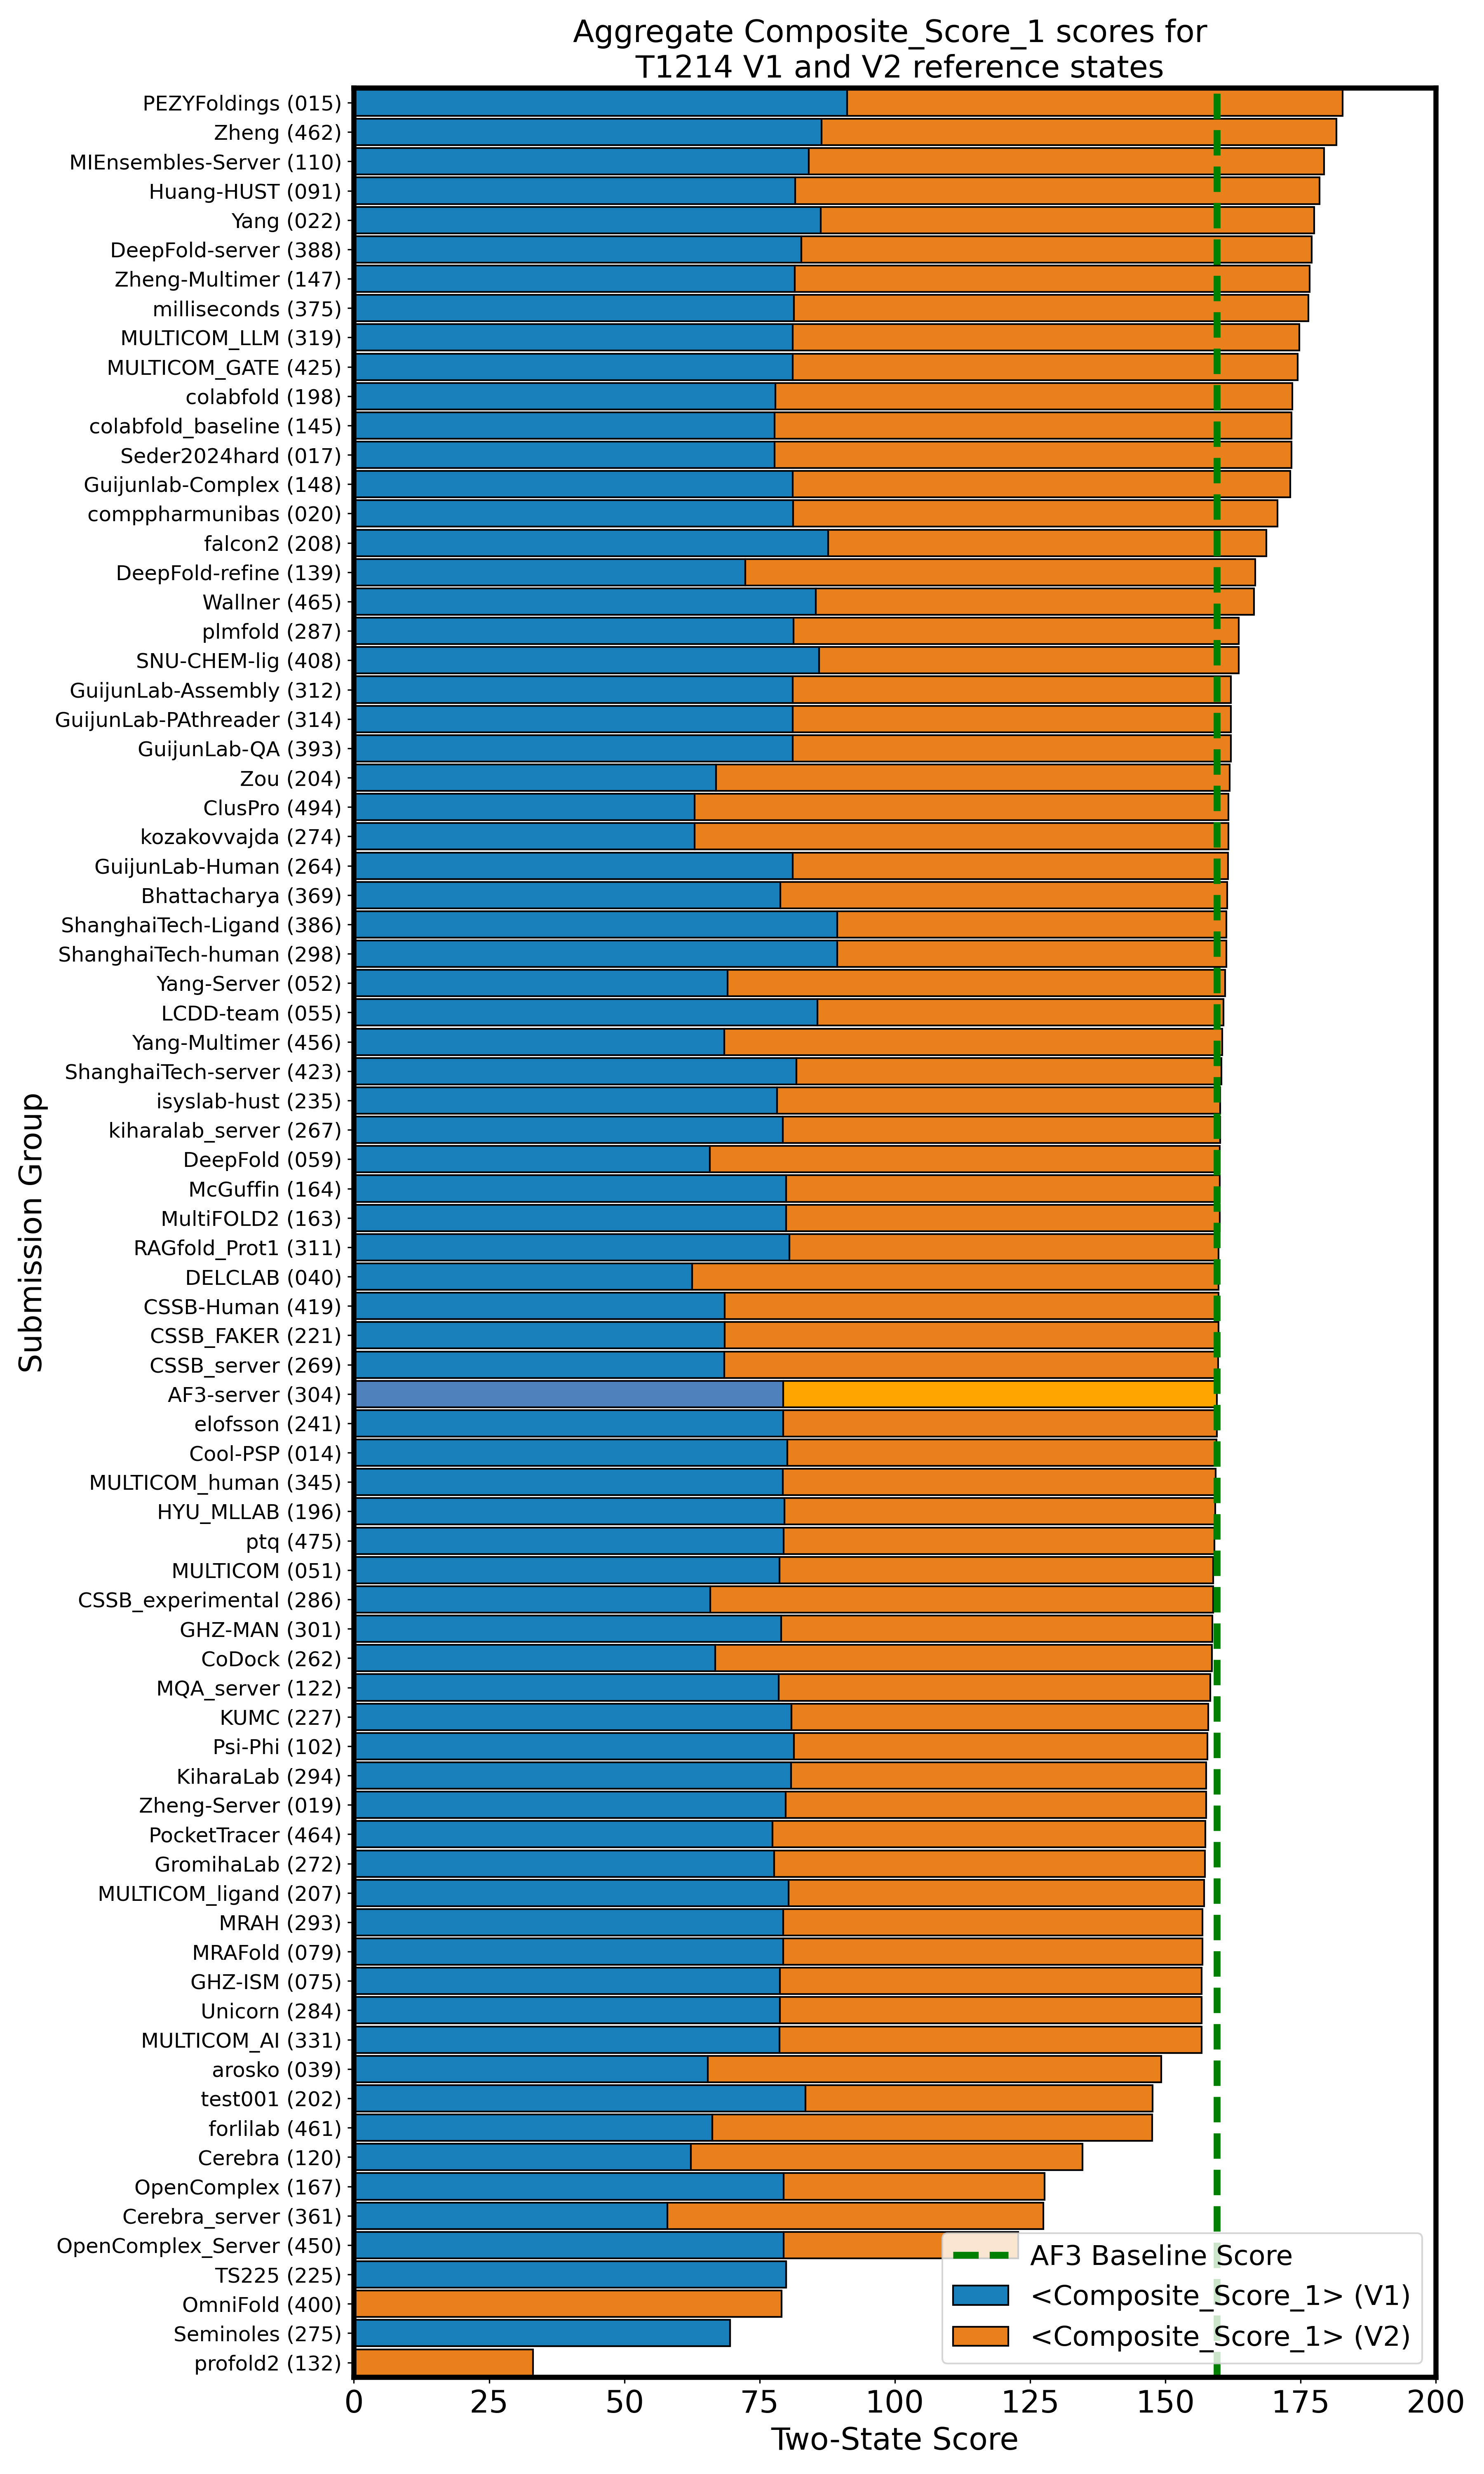 Aggregate Composite_Score_1 scores for
T1214 V1 and V2 reference states
PEZYFoldings (015)
Zheng (462)
MIEnsembles-Server (110)
Huang-HUST (091)
Yang (022)
DeepFold-server (388)
Zheng-Multimer (147)
milliseconds (375)
MULTICOM_LLM (319)
MULTICOM_GATE (425)
colabfold (198)
colabfold_baseline (145)
Seder2024hard (017)
Guijunlab-Complex (148)
comppharmunibas (020)
falcon2 (208)
DeepFold-refine (139)
Wallner (465)
plmfold (287)
SNU-CHEM-lig (408)
GuijunLab-Assembly (312)
GuijunLab-PAthreader (314)
GuijunLab-QA (393)
Zou (204)
ClusPro (494)
kozakovvajda (274)
GuijunLab-Human (264)
Bhattacharya (369)
ShanghaiTech-Ligand (386)
ShanghaiTech-human (298)
Yang-Server (052)
LCDD-team (055)
Yang-Multimer (456)
ShanghaiTech-server (423)
isyslab-hust (235)
kiharalab_server (267)
DeepFold (059)
McGuffin (164)
MultiFOLD2 (163)
RAGfold_Prot1 (311)
DELCLAB (040)
CSSB-Human (419)
CSSB_FAKER (221)
CSSB_server (269)
AF3-server (304)
elofsson (241)
Cool-PSP (014)
MULTICOM_human (345)
HYU_MLLAB (196)
ptq (475)
MULTICOM (051)
CSSB_experimental (286)
GHZ-MAN (301)
CoDock (262)
MQA_server (122)
KUMC (227)
Psi-Phi (102)
KiharaLab (294)
Zheng-Server (019)
PocketTracer (464)
GromihaLab (272)
MULTICOM_ligand (207)
MRAH (293)
MRAFold (079)
GHZ-ISM (075)
Unicorn (284)
MULTICOM_AI (331)
arosko (039)
test001 (202)
forlilab (461)
Cerebra (120)
OpenComplex (167)
Cerebra_server (361)
OpenComplex_Server (450)
TS225 (225)
OmniFold (400)
Seminoles (275)
profold2 (132)
Submission Group
AF3 Baseline Score
<Composite_Score_1> (V1)
<Composite_Score_1> (V2)
0 25 50 75 100 125 150 175 200
Two-State Score